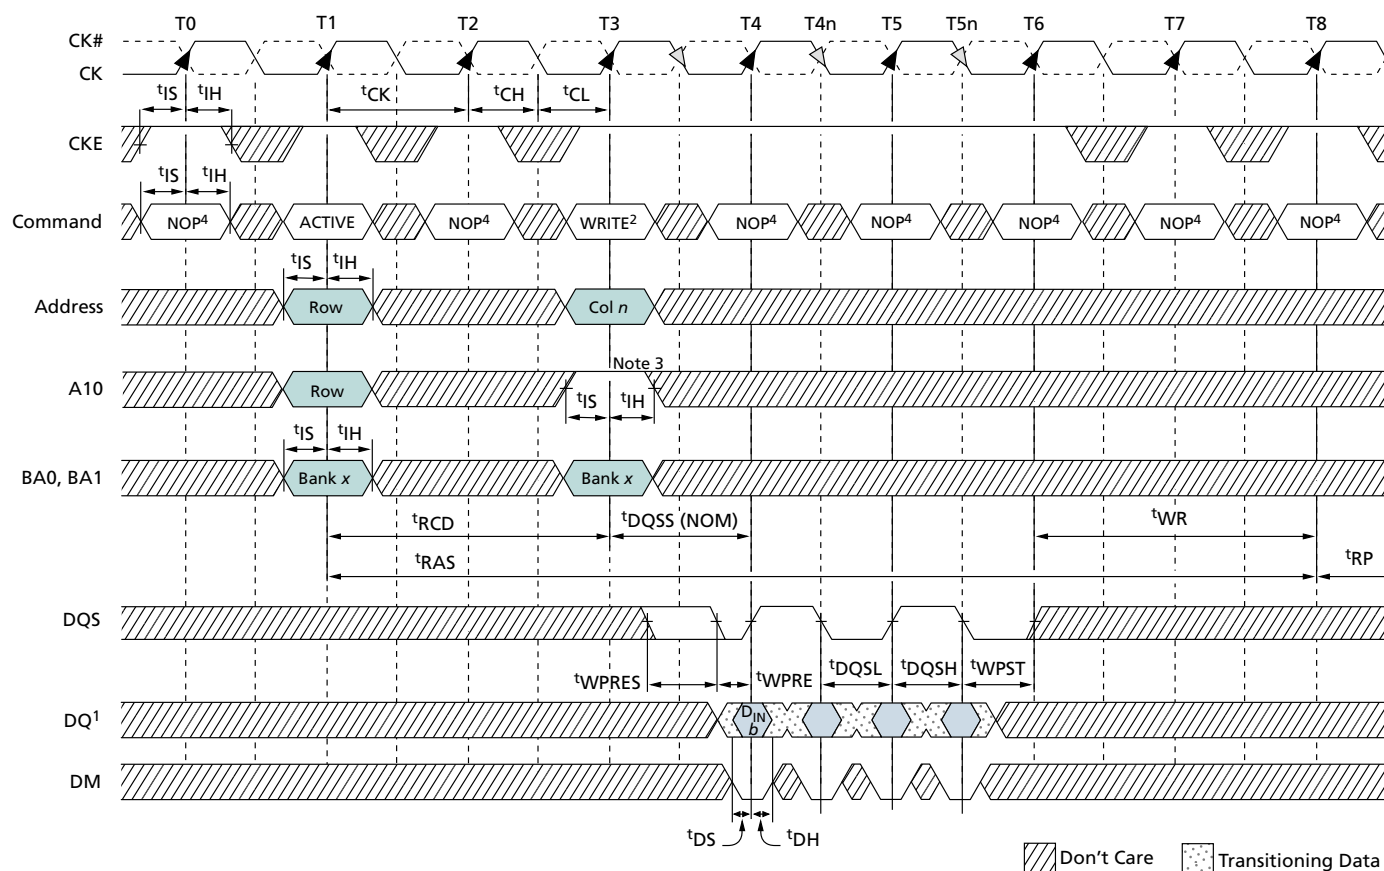 T0 T1 T2 T3 T4 T4n T5 T5n T6 T7 T8
CK#
CK
tIS tIH tCK tCH tCL
CKE
tIS tIH
Command NOP4 ACTIVE NOP4 WRITE2 NOP4 NOP4 NOP4 NOP4 NOP4
tIS tIH
Address Row Col n
Note 3
A10 Row
tIS tIH
tIS tIH
BA0, BA1 Bank x Bank x
tRCD tDQSS (NOM) tWR
tRAS tRP
DQS
tWPRES tWPRE tDQSL tDQSH tWPST
DQ1 DIN
b
DM
tDS tDH
Don't Care Transitioning Data